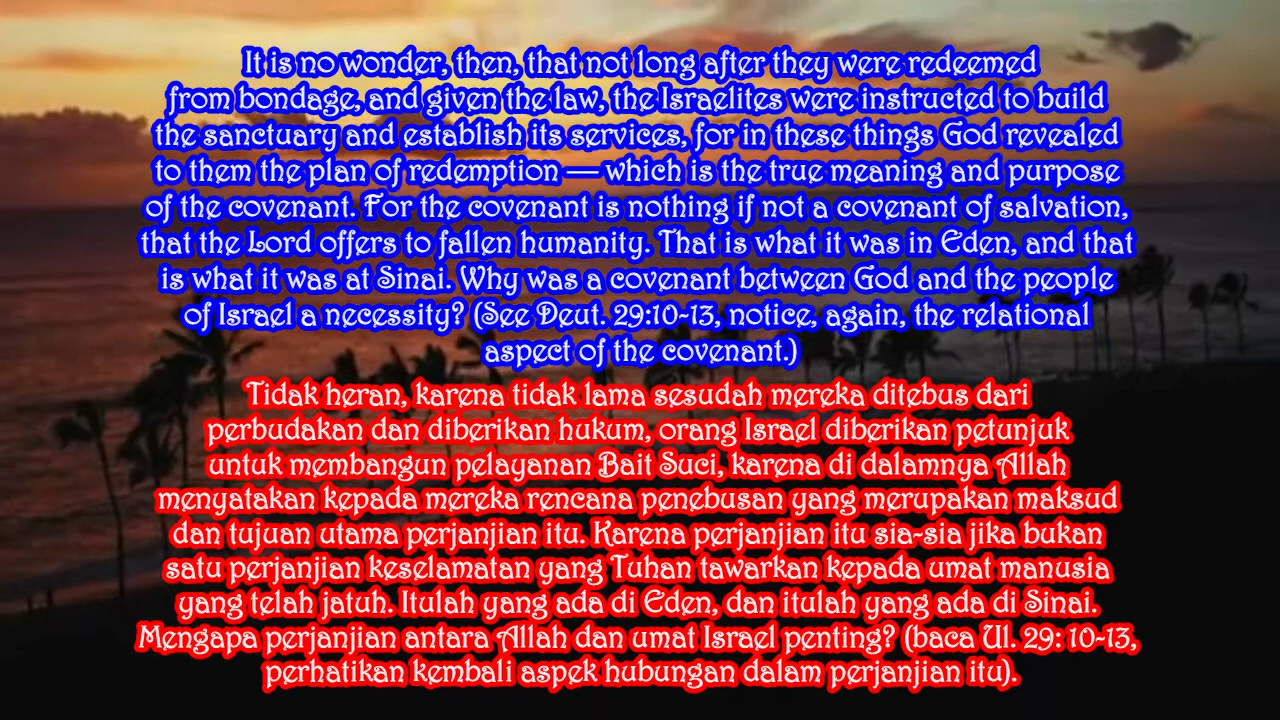 It is no wonder, then, that not long after they were redeemed
from bondage, and given the law, the Israelites were instructed to build
the sanctuary and establish its services, for in these things God revealed
to them the plan of redemption — which is the true meaning and purpose
of the covenant. For the covenant is nothing if not a covenant of salvation,
that the Lord offers to fallen humanity. That is what it was in Eden, and that
is what it was at Sinai. Why was a covenant between God and the people
of Israel a necessity? (See Deut. 29:10-13, notice, again, the relational
aspect of the covenant.)
Tidak heran, karena tidak lama sesudah mereka ditebus dari
perbudakan dan diberikan hukum, orang Israel diberikan petunjuk
untuk membangun pelayanan Bait Suci, karena di dalamnya Allah
menyatakan kepada mereka rencana penebusan yang merupakan maksud
dan tujuan utama perjanjian itu. Karena perjanjian itu sia-sia jika bukan
satu perjanjian keselamatan yang Tuhan tawarkan kepada umat manusia
yang telah jatuh. Itulah yang ada di Eden, dan itulah yang ada di Sinai.
Mengapa perjanjian antara Allah dan umat Israel penting? (baca Ul. 29: 10-13,
perhatikan kembali aspek hubungan dalam perjanjian itu).